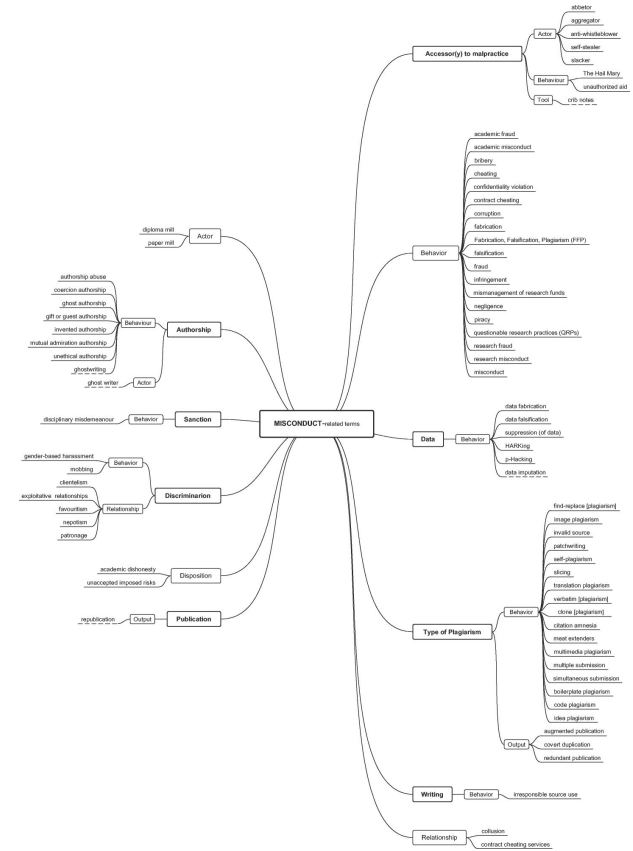 MISCONDUCT-related terms
Accessor(y) to malpractice
Actor
abbetor
aggregator
anti-whistleblower
self-stealer
slacker
Behaviour
The Hail Mary
unauthorized aid
Tool
crib notes
Behavior
academic fraud
academic misconduct
bribery
cheating
confidentiality violation
contract cheating
corruption
fabrication
Fabrication, Falsification, Plagiarism (FFP)
falsification
fraud
infringement
mismanagement of research funds
negligence
piracy
questionable research practices (QRPs)
research fraud
research misconduct
misconduct
Data
Behavior
data fabrication
data falsification
suppression (of data)
HARKing
p-Hacking
data imputation
Type of Plagiarism
Behavior
find-replace [plagiarism]
image plagiarism
invalid source
patchwriting
self-plagiarism
slicing
translation plagiarism
verbatim [plagiarism]
clone [plagiarism]
citation amnesia
meat extenders
multimedia plagiarism
multiple submission
simultaneous submission
boilerplate plagiarism
code plagiarism
idea plagiarism
Output
augmented publication
covert duplication
redundant publication
Writing
Behavior
irresponsible source use
Relationship
collusion
contract cheating services
Actor
diploma mill
paper mill
Authorship
Behaviour
authorship abuse
coercion authorship
ghost authorship
gift or guest authorship
invented authorship
mutual admiration authorship
unethical authorship
ghostwriting
Actor
ghost writer
Sanction
Behavior
disciplinary misdemeanour
Discriminarion
Behavior
gender-based harassment
mobbing
Relationship
clientelism
exploitative relationships
favouritism
nepotism
patronage
Disposition
academic dishonesty
unaccepted imposed risks
Publication
Output
republication